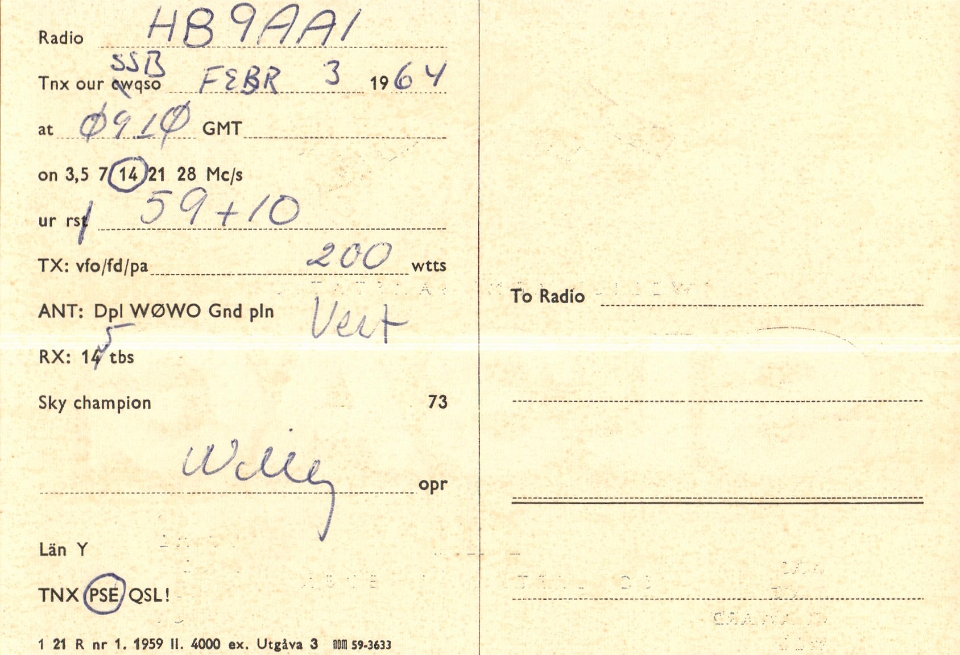 Radio HB9AA1
SSB
Tnx our cwqso FEBR 3 1964
at Ø91Ø GMT
on 3,5 7 14 21 28 Mc/s
ur rst 59+10
TX: vfo/fd/pa 200 wtts
ANT: Dpl WØWO Gnd pln Vert
5
RX: 14 tbs
Sky champion 73
Willy opr
Län Y
TNX PSE QSL!
1 21 R nr 1. 1959 II. 4000 ex. Utgåva 3 59-3633
To Radio